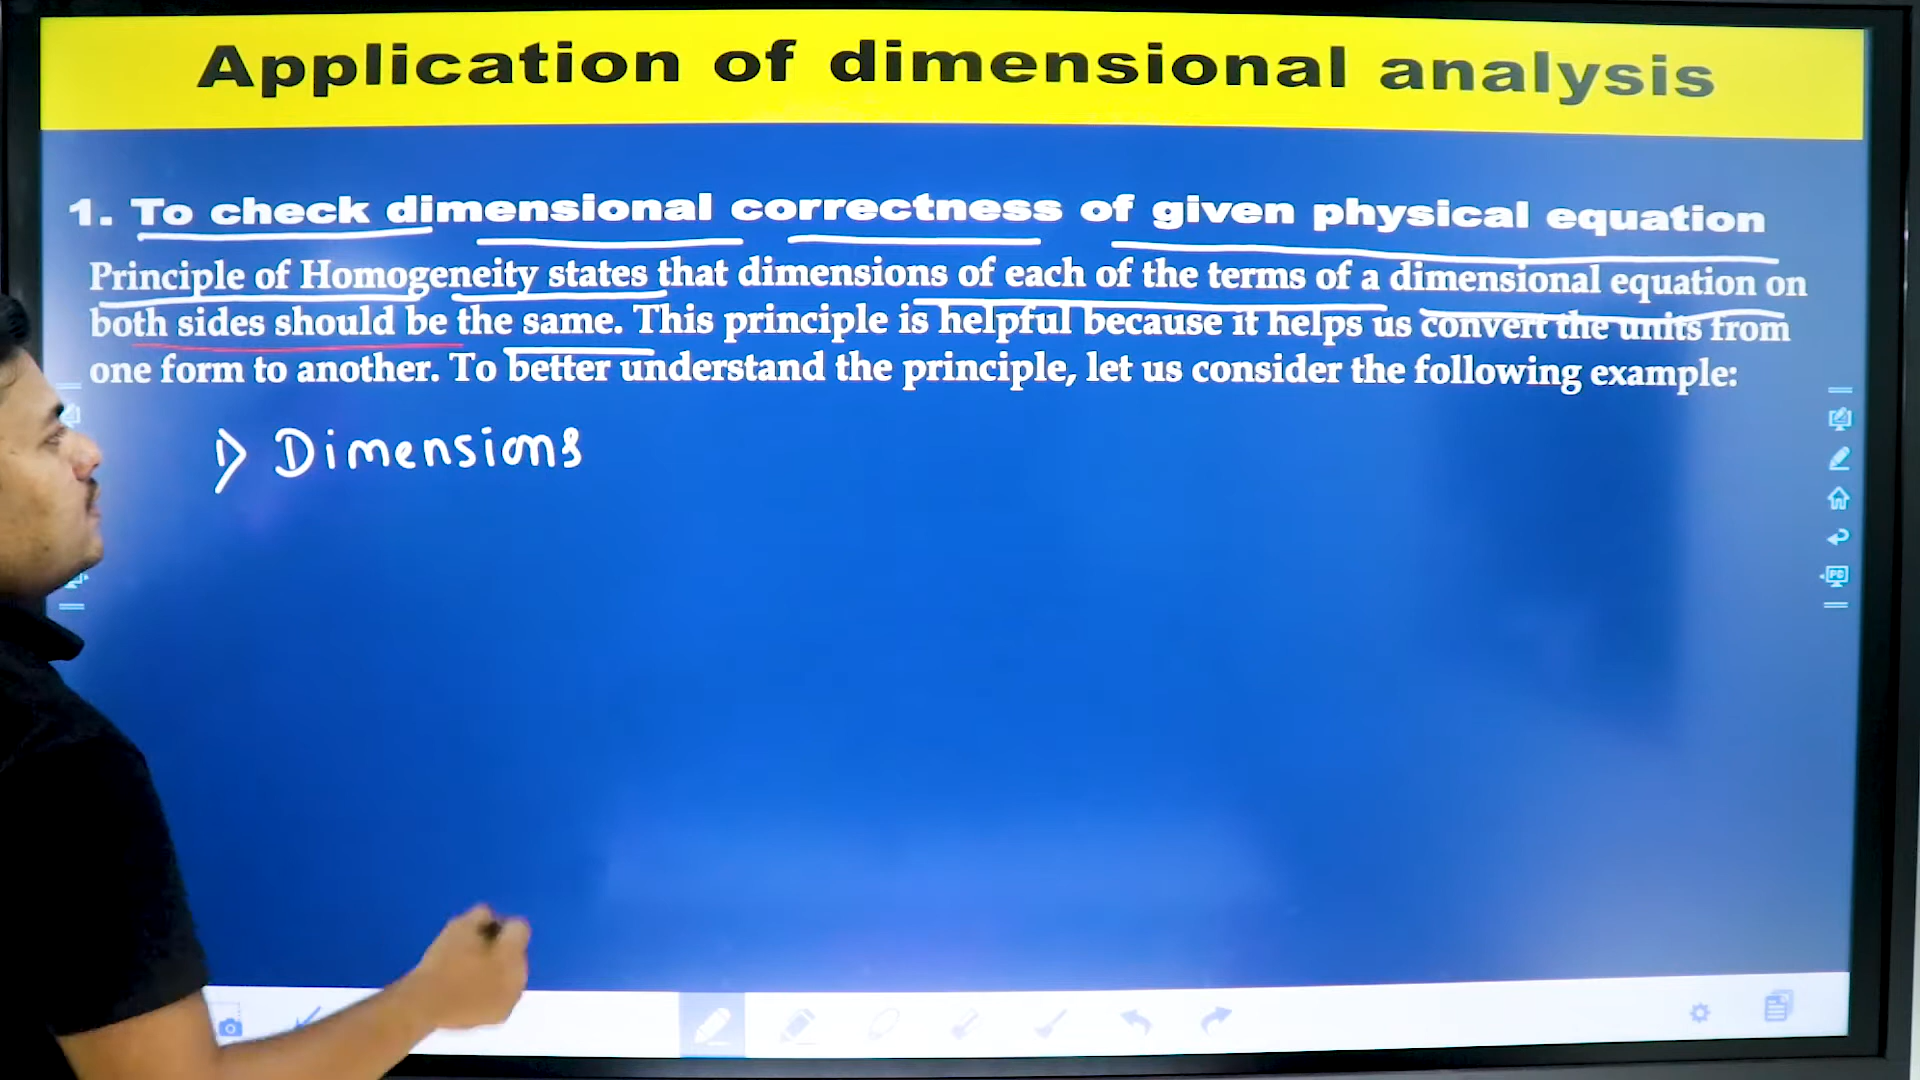 Application of dimensional analysis
1. To check dimensional correctness of given physical equation
Principle of Homogeneity states that dimensions of each of the terms of a dimensional equation on
both sides should be the same. This principle is helpful because it helps us convert the units from
one form to another. To better understand the principle, let us consider the following example:
1) Dimensions
PD